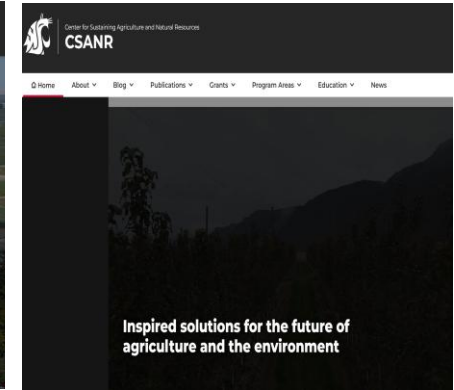 Center for Sustaining Agriculture and Natural Resources
CSANR
Home About Blog Publications Grants Program Areas Education News
Inspired solutions for the future of
agriculture and the environment